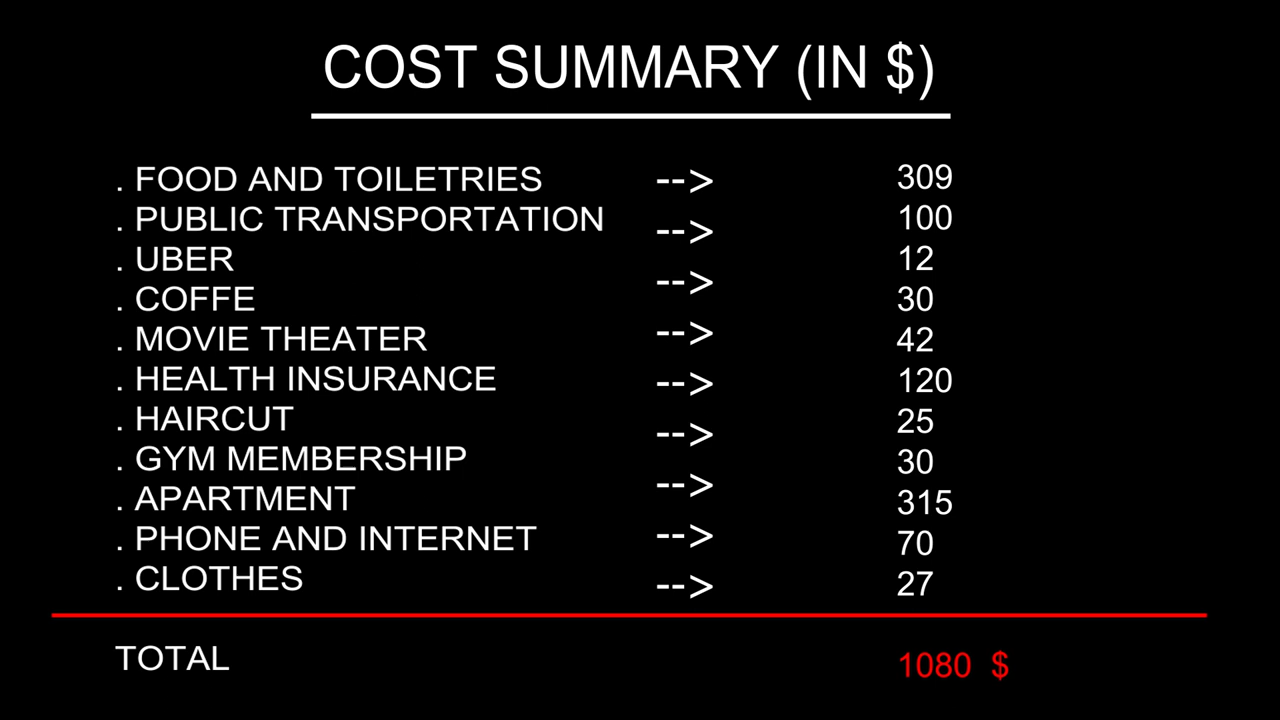 COST SUMMARY (IN $)
. FOOD AND TOILETRIES --> 309
. PUBLIC TRANSPORTATION --> 100
. UBER --> 12
. COFFE --> 30
. MOVIE THEATER --> 42
. HEALTH INSURANCE --> 120
. HAIRCUT --> 25
. GYM MEMBERSHIP --> 30
. APARTMENT --> 315
. PHONE AND INTERNET 70
. CLOTHES 27
TOTAL 1080 $